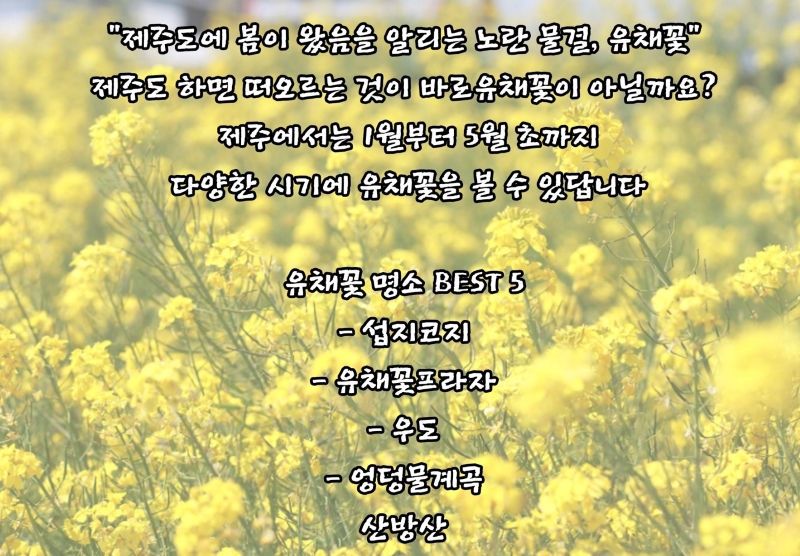 "제주도에 봄이 왔음을 알리는 노란 물결, 유채꽃"
제주도 하면 떠오르는 것이 바로유채꽃이 아닐까요?
제주에서는 1월부터 5월 초까지
다양한 시기에 유채꽃을 볼 수 있답니다
유채꽃 명소 BEST 5
- 섭지코지
- 유채꽃프라자
- 우도
- 엉덩물계곡
산방산